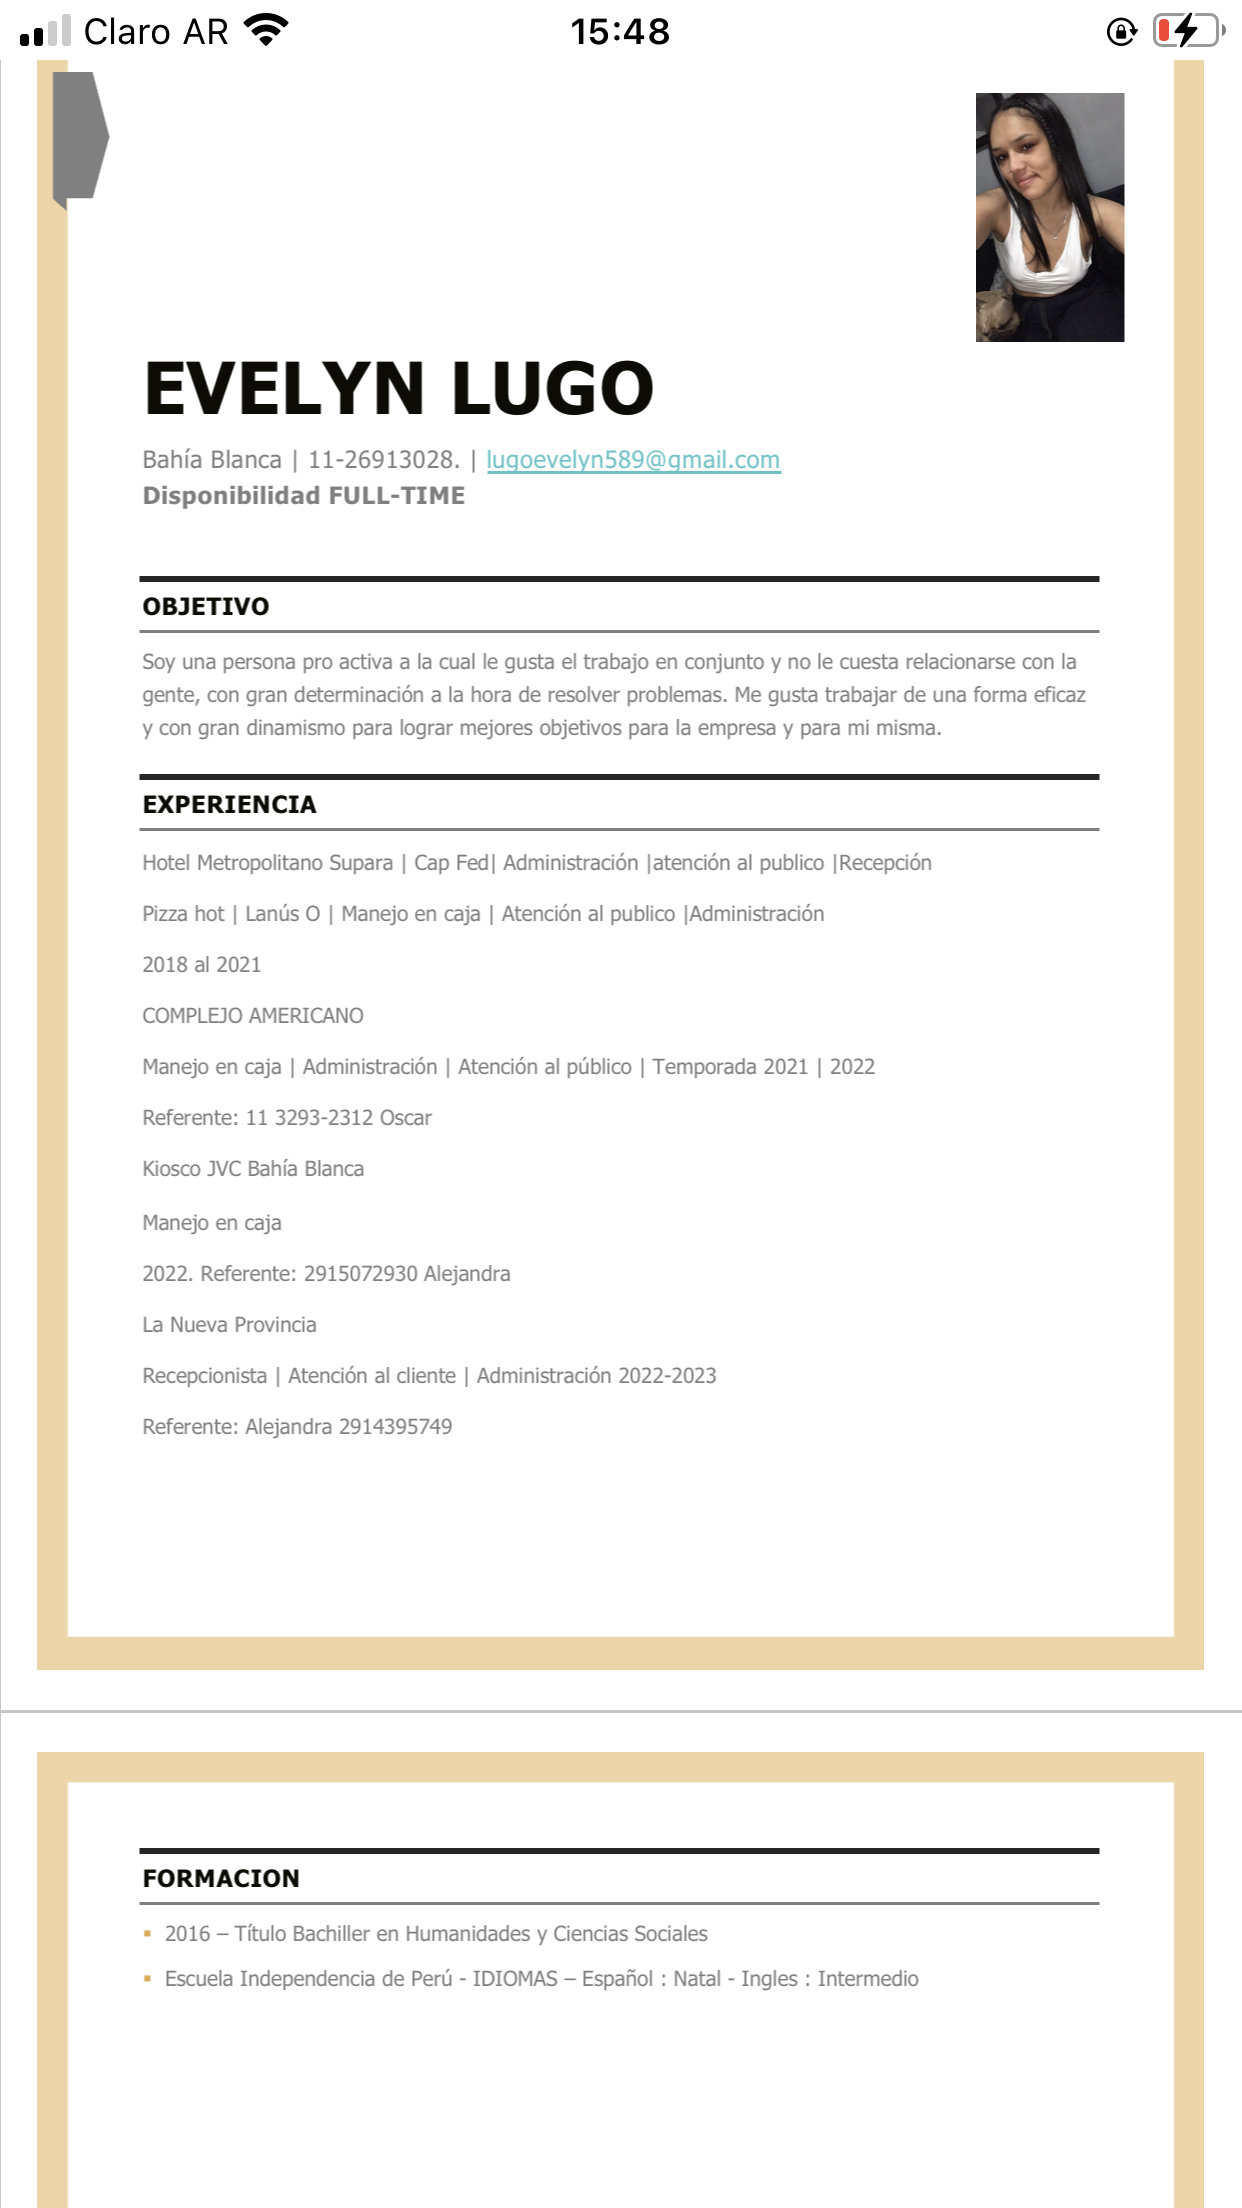 Claro AR
15:48
EVELYN LUGO
Bahía Blanca | 11-26913028. | lugoevelyn589@gmail.com
Disponibilidad FULL-TIME
OBJETIVO
Soy una persona pro activa a la cual le gusta el trabajo en conjunto y no le cuesta relacionarse con la
gente, con gran determinación a la hora de resolver problemas. Me gusta trabajar de una forma eficaz
y con gran dinamismo para lograr mejores objetivos para la empresa y para mi misma.
EXPERIENCIA
Hotel Metropolitano Supara | Cap Fed| Administración |atención al publico |Recepción
Pizza hot | Lanús O | Manejo en caja | Atención al publico |Administración
2018 al 2021
COMPLEJO AMERICANO
Manejo en caja | Administración | Atención al público | Temporada 2021 | 2022
Referente: 11 3293-2312 Oscar
Kiosco JVC Bahía Blanca
Manejo en caja
2022. Referente: 2915072930 Alejandra
La Nueva Provincia
Recepcionista | Atención al cliente | Administración 2022-2023
Referente: Alejandra 2914395749
FORMACION
▪ 2016 – Título Bachiller en Humanidades y Ciencias Sociales
▪ Escuela Independencia de Perú - IDIOMAS – Español : Natal - Ingles : Intermedio